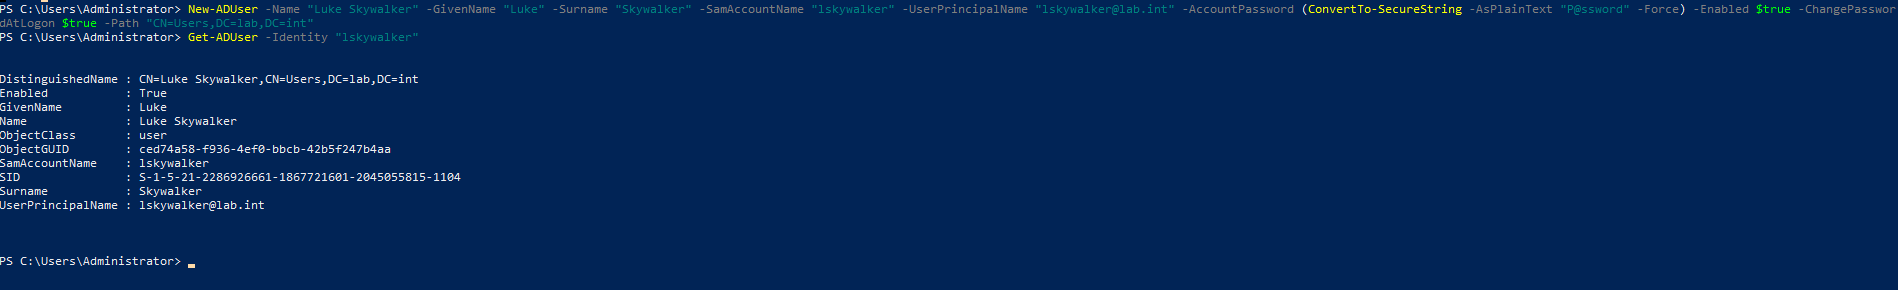 PS C:\Users\Administrator> New-ADUser -Name "Luke Skywalker" -GivenName "Luke" -Surname "Skywalker" -SamAccountName "lskywalker" -UserPrincipalName "lskywalker@lab.int" -AccountPassword (ConvertTo-SecureString -AsPlainText "P@ssword" -Force) -Enabled $true -ChangePasswor
dAtLogon $true -Path "CN=Users,DC=lab,DC=int"
PS C:\Users\Administrator> Get-ADUser -Identity "lskywalker"
DistinguishedName : CN=Luke Skywalker,CN=Users,DC=lab,DC=int
Enabled           : True
GivenName         : Luke
Name              : Luke Skywalker
ObjectClass       : user
ObjectGUID        : ced74a58-f936-4ef0-bbcb-42b5f247b4aa
SamAccountName    : lskywalker
SID               : S-1-5-21-2286926661-1867721601-2045055815-1104
Surname           : Skywalker
UserPrincipalName : lskywalker@lab.int
PS C:\Users\Administrator> _